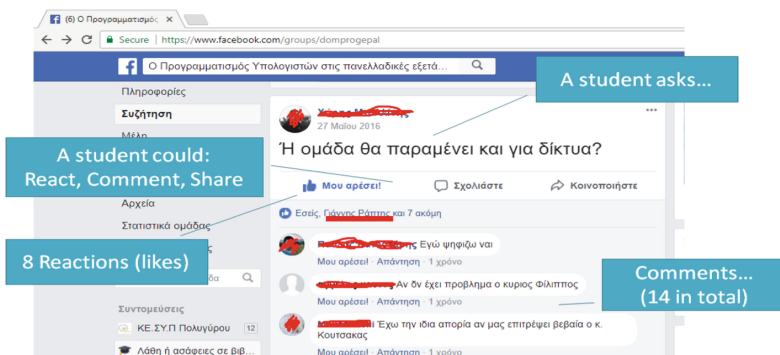 (6) Ο Προγραμματισμός
Secure | https://www.facebook.com/groups/domprogepal
Ο Προγραμματισμός Υπολογιστών στις πανελλαδικές εξετά...
A student asks...
Πληροφορίες
Συζήτηση
Μέλη
27 Μαΐου 2016
Ή ομάδα θα παραμένει και για δίκτυα?
A student could:
React, Comment, Share
Μου αρέσει! Σχολιάστε Κοινοποιήστε
Αρχεία
Στατιστικά ομάδας
Εσείς, Γιάννης Ράπτης και 7 ακόμη
8 Reactions (likes)
Εγώ ψηφιζω ναι
Μου αρέσει! · Απάντηση · 1 χρόνο
Αν δν έχει προβλημα ο κυριος Φίλιππος
Μου αρέσει! · Απάντηση · 1 χρόνο
Comments...
(14 in total)
Συντομεύσεις
ΚΕ.ΣΥ.Π Πολυγύρου 12
Έχω την ιδια απορία αν μας επιτρέψει βεβαία ο κ.
Κουτσακας
Λάθη ή ασάφειες σε βιβ...
Μου αρέσει! · Απάντηση · 1 χρόνο